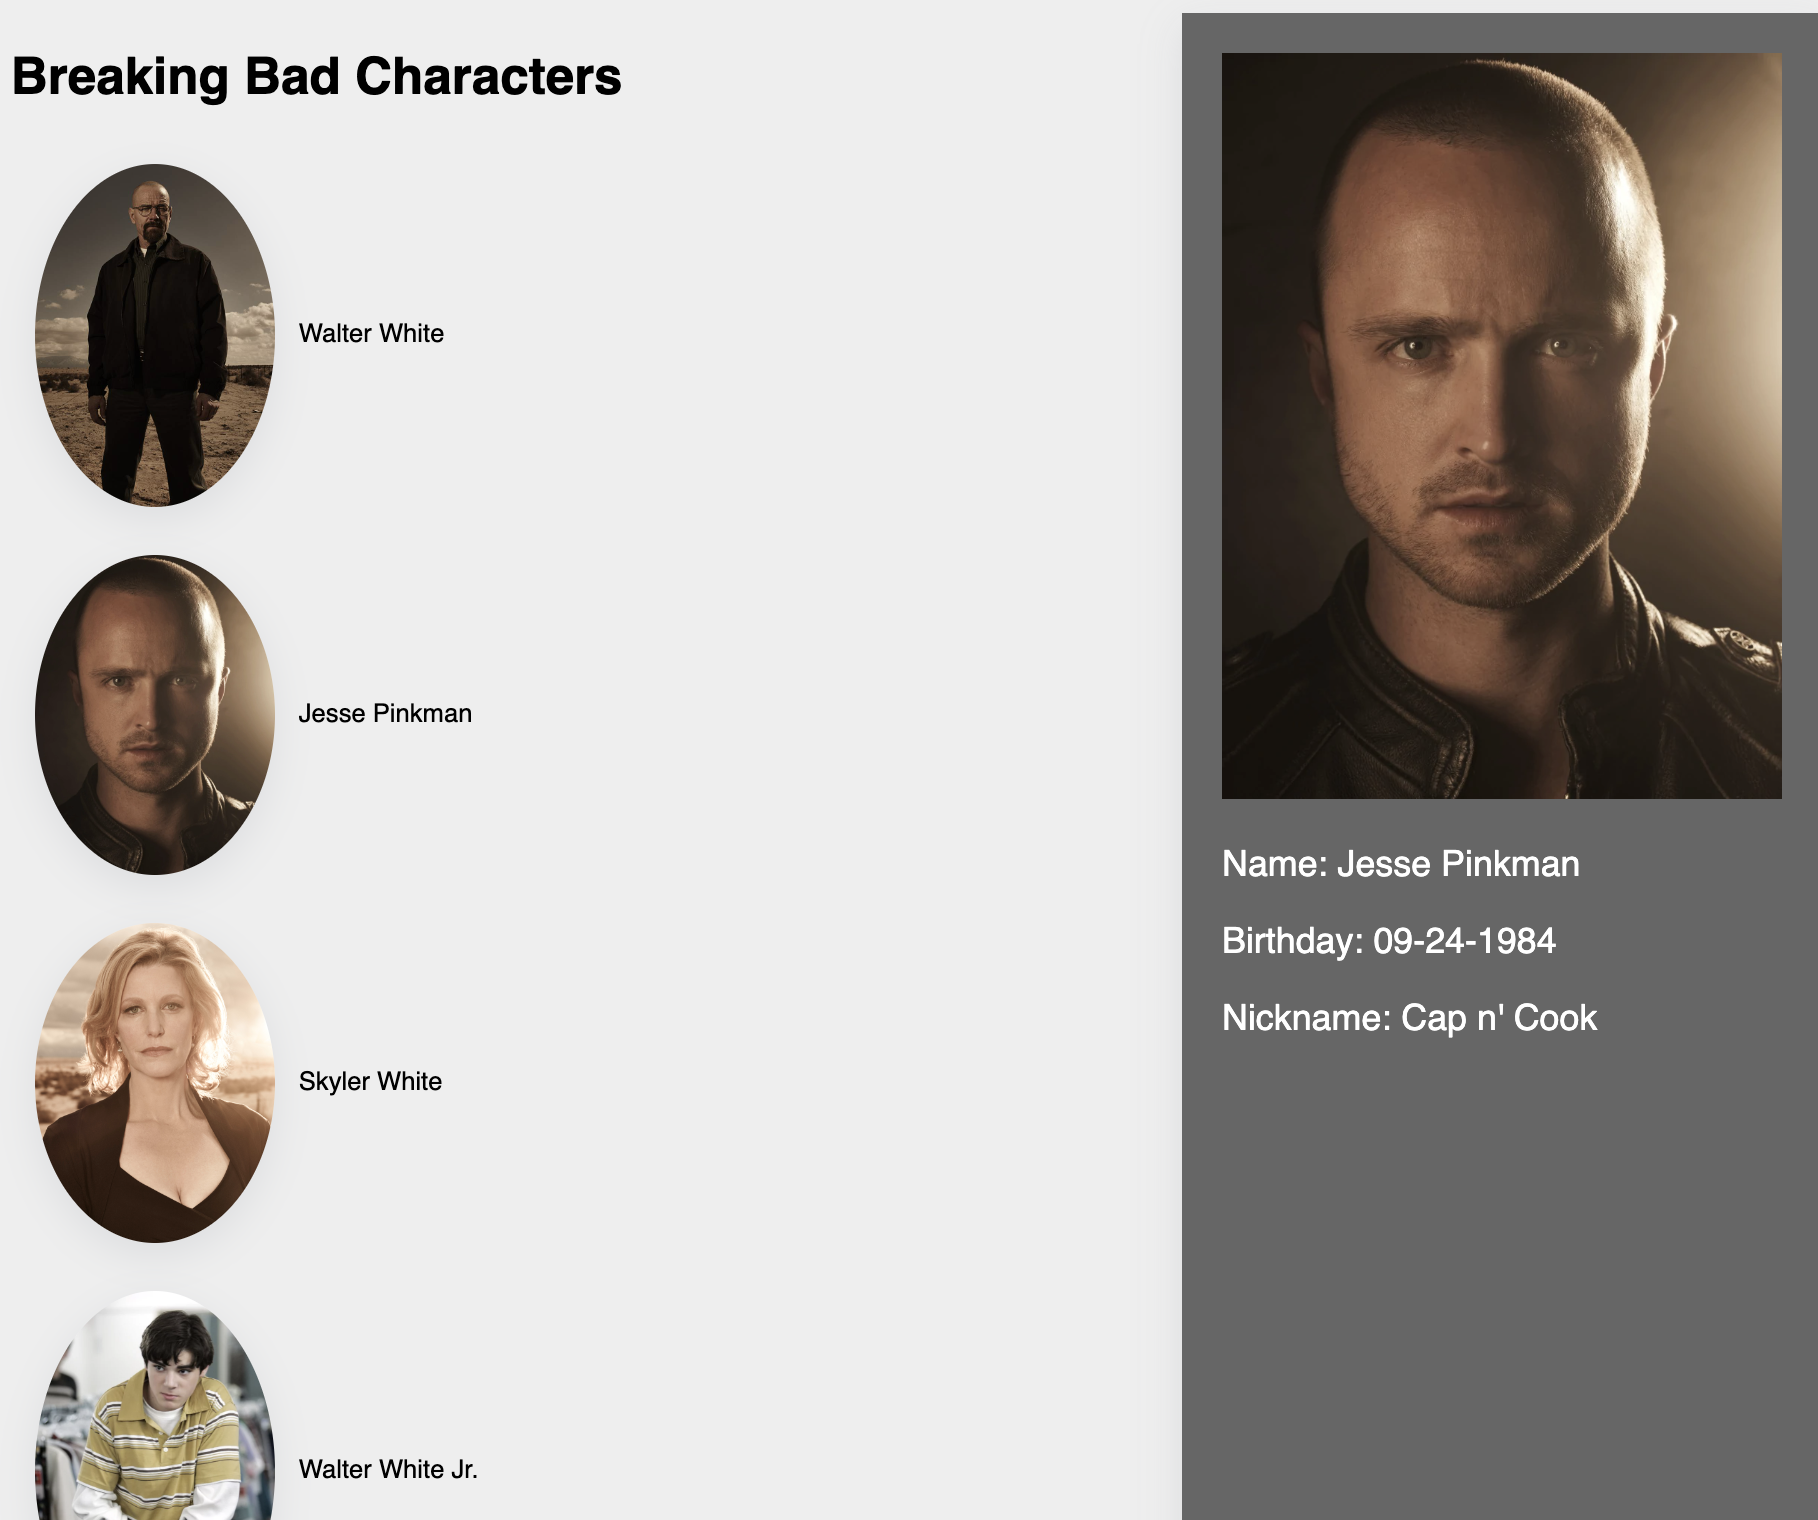 Breaking Bad Characters
Walter White
Jesse Pinkman
Skyler White
Walter White Jr.
Name: Jesse Pinkman
Birthday: 09-24-1984
Nickname: Cap n' Cook